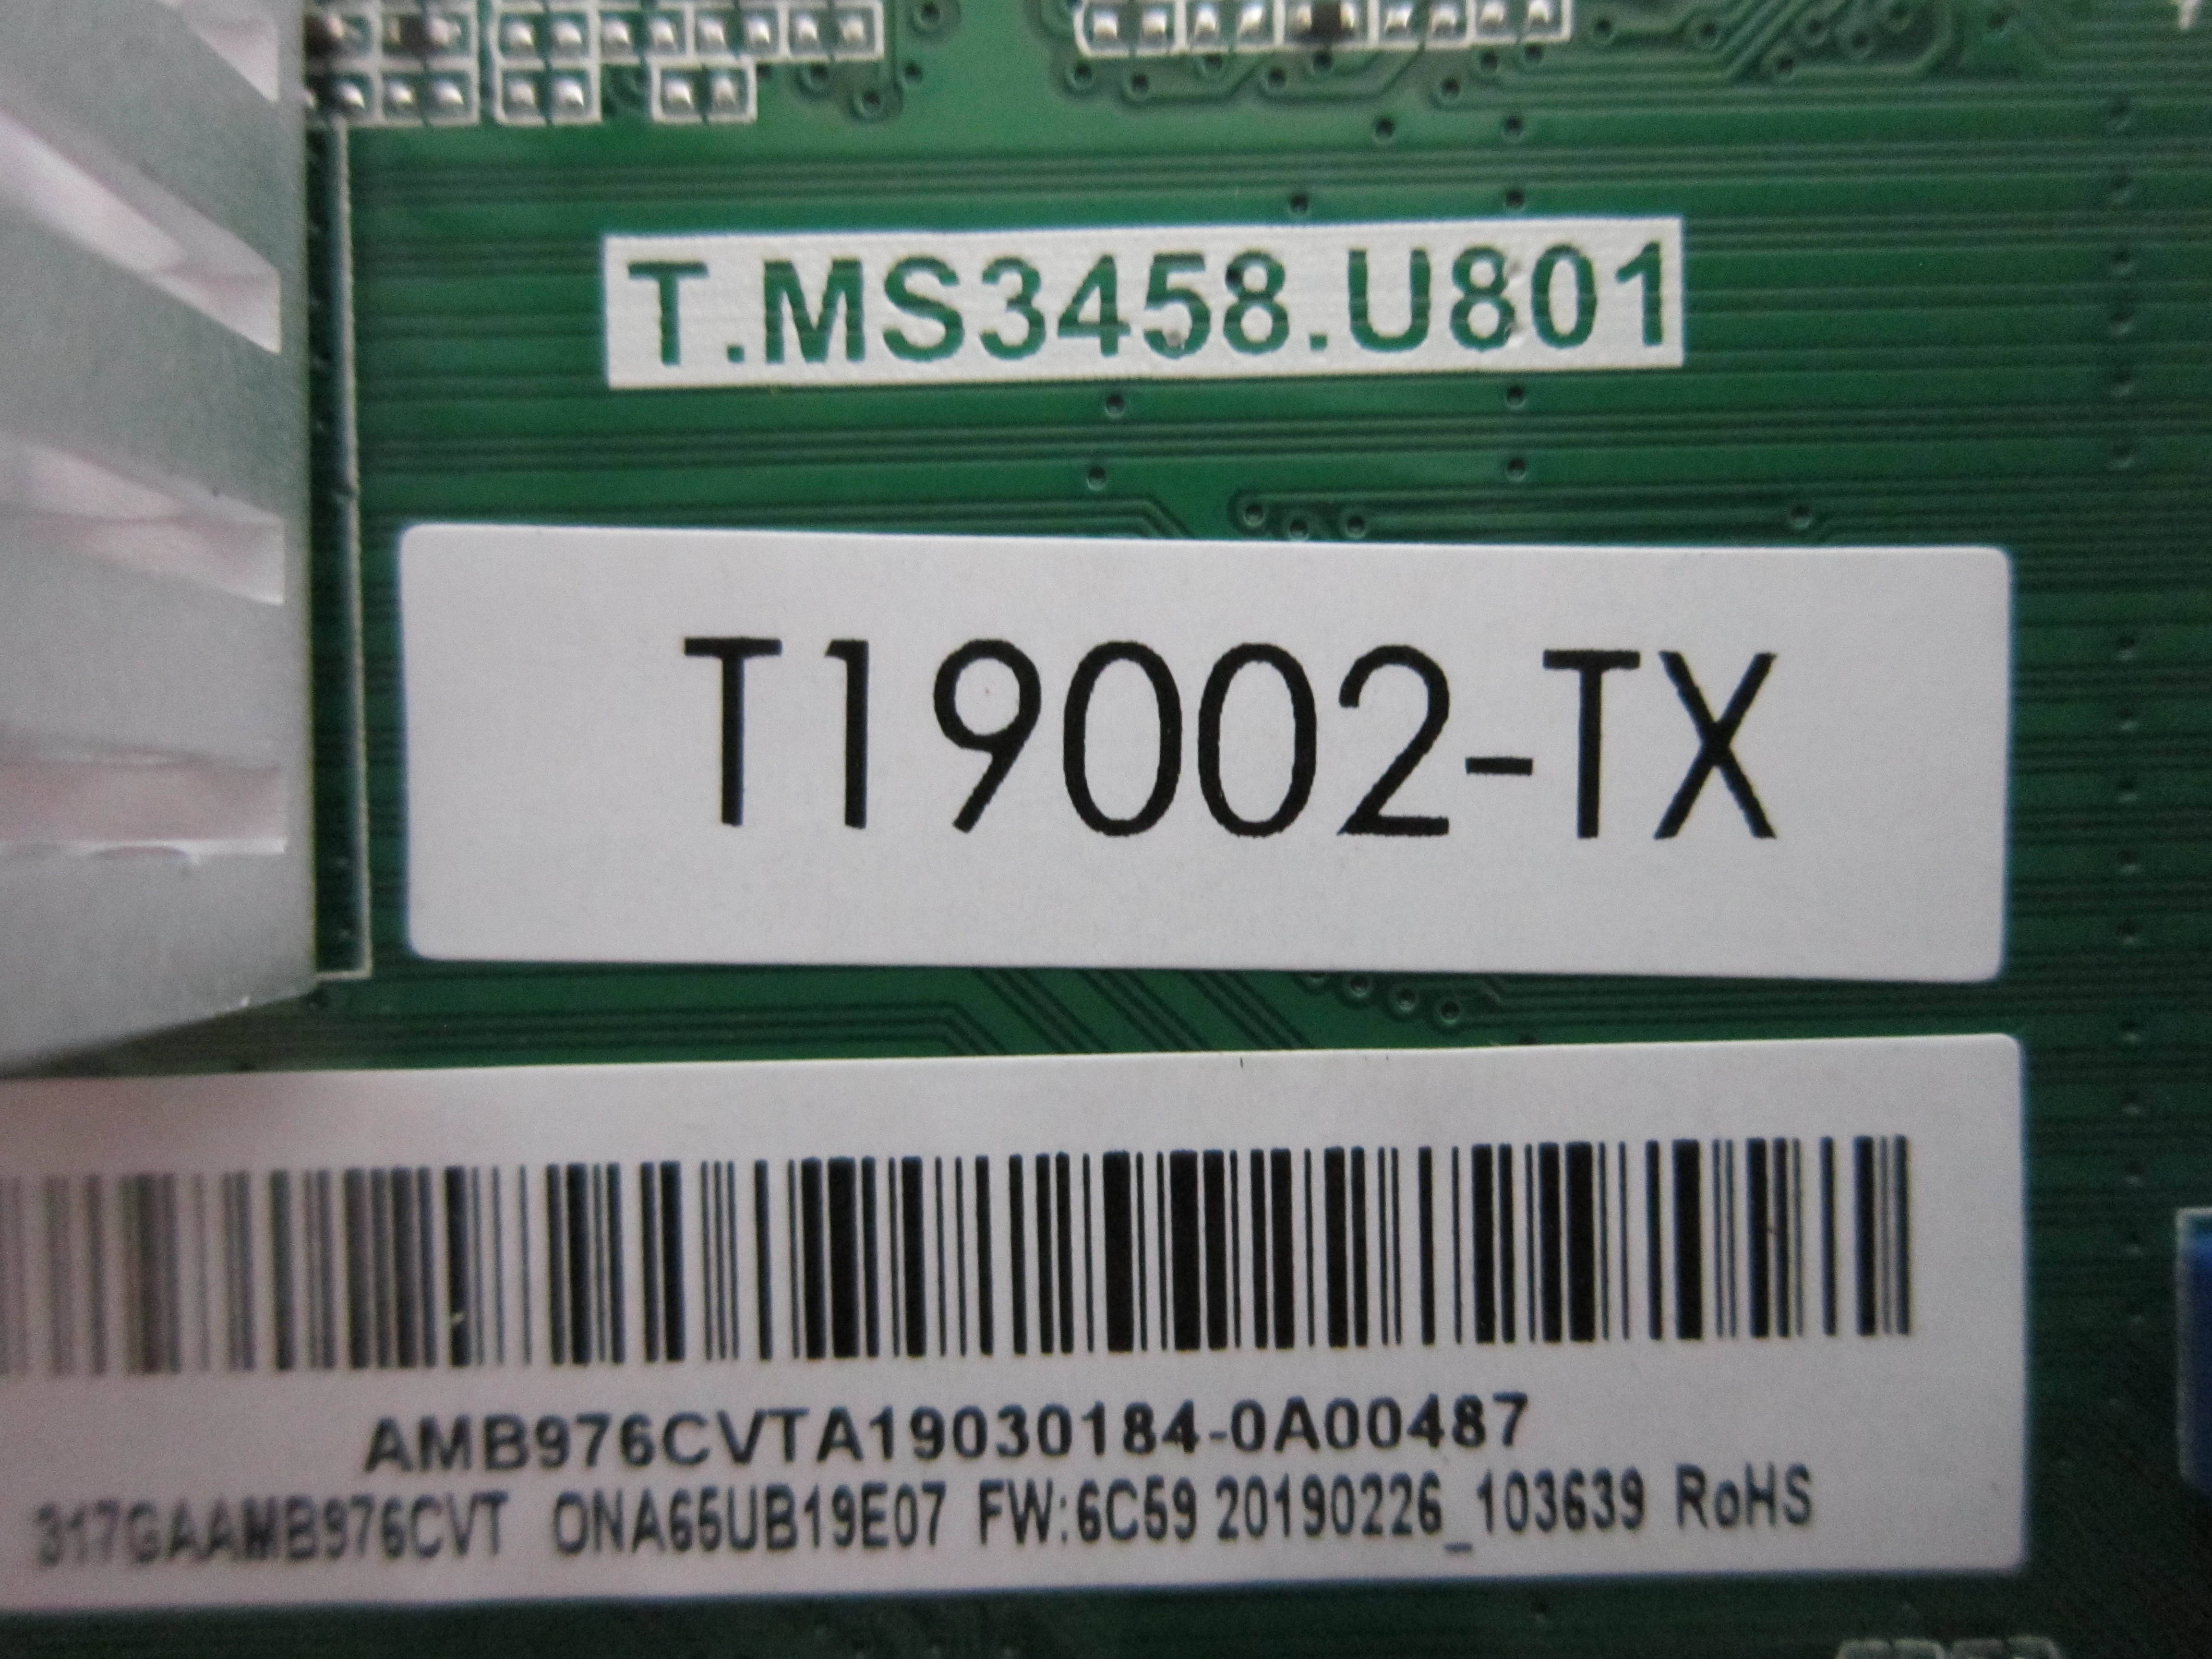 T.MS3458.U801
T19002-TX
AMB976CVTA19030184-0A00487
317GAAMB976CVT ONA65UB19E07 FW:6C59 20190226_103639 RoHS